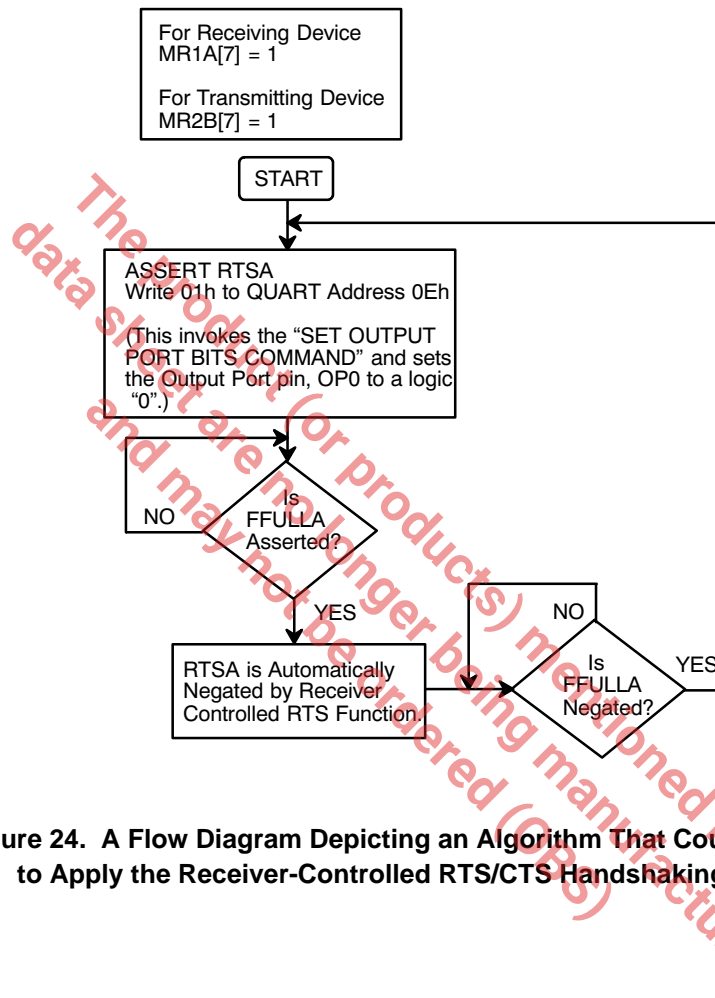 For Receiving Device
MR1A[7] = 1
For Transmitting Device
MR2B[7] = 1
START
ASSERT RTSA
Write 01h to QUART Address 0Eh
(This invokes the “SET OUTPUT
PORT BITS COMMAND” and sets
the Output Port pin, OP0 to a logic
“0”.)
Is
FFULLA
Asserted?
NO
YES
RTSA is Automatically
Negated by Receiver
Controlled RTS Function.
NO
Is
FFULLA
Negated?
YES
ure 24. A Flow Diagram Depicting an Algorithm That Cou
to Apply the Receiver-Controlled RTS/CTS Handshaking
The product (or products) mentioned
data sheet are no longer being manufactu
and may not be ordered (OBS)